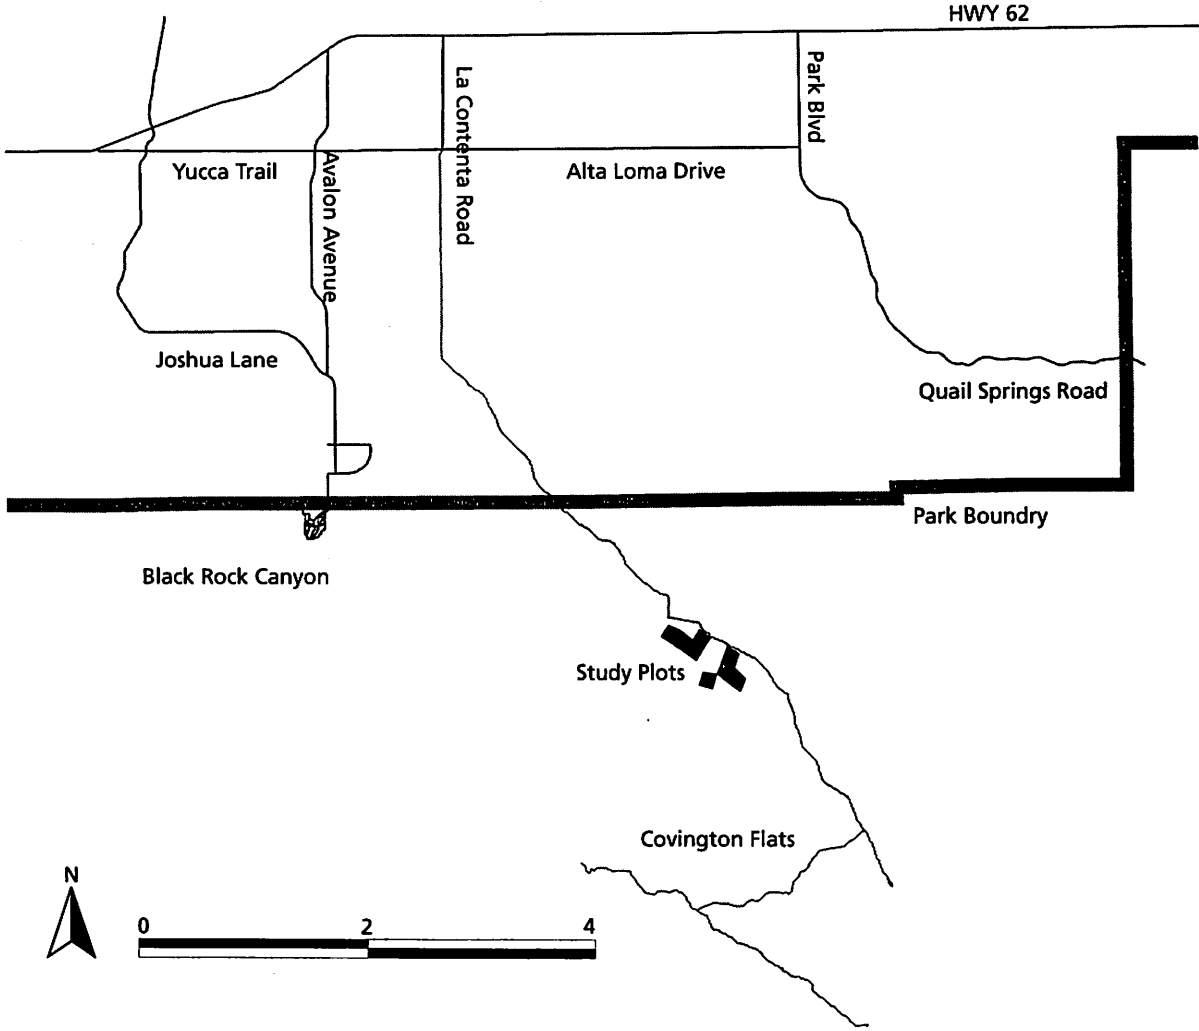 HWY 62
La Contenta Road
Park Blvd
Yucca Trail
Avalon Avenue
Alta Loma Drive
Joshua Lane
Quail Springs Road
Park Boundry
Black Rock Canyon
Study Plots
Covington Flats
N
0 2 4